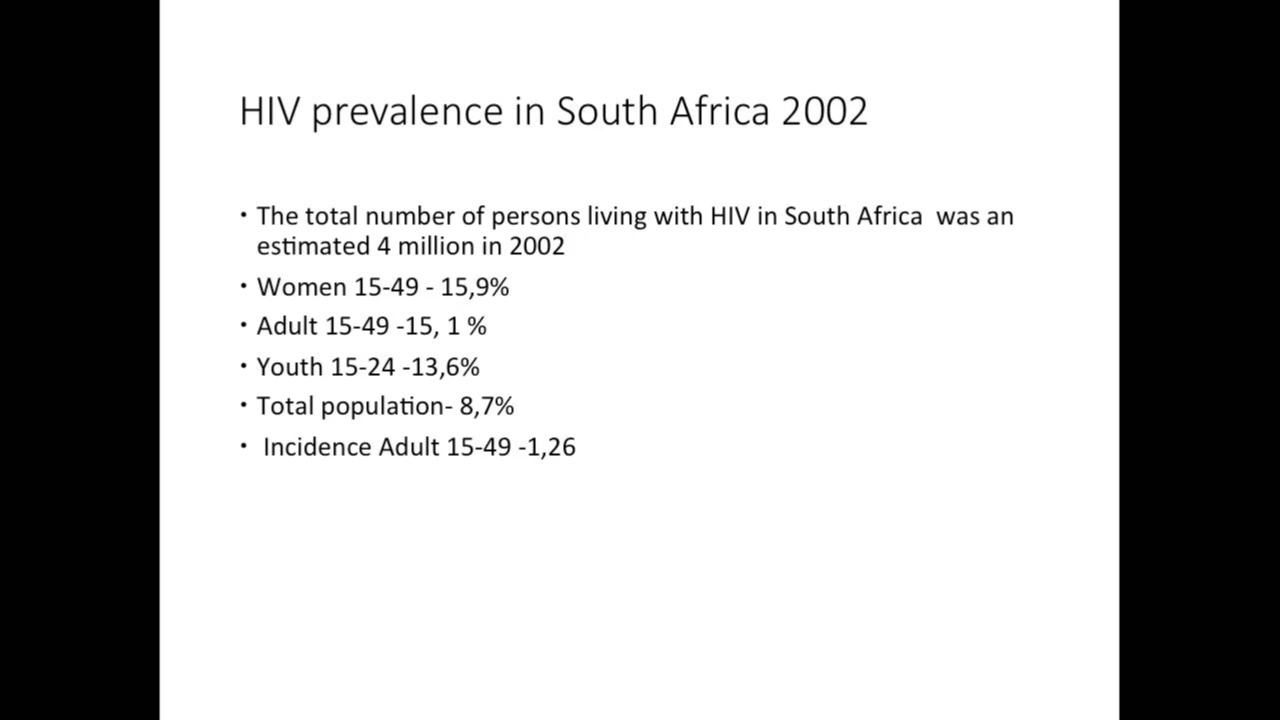 HIV prevalence in South Africa 2002
• The total number of persons living with HIV in South Africa  was an
estimated 4 million in 2002
• Women 15-49 - 15,9%
• Adult 15-49 -15, 1 %
• Youth 15-24 -13,6%
• Total population- 8,7%
•  Incidence Adult 15-49 -1,26